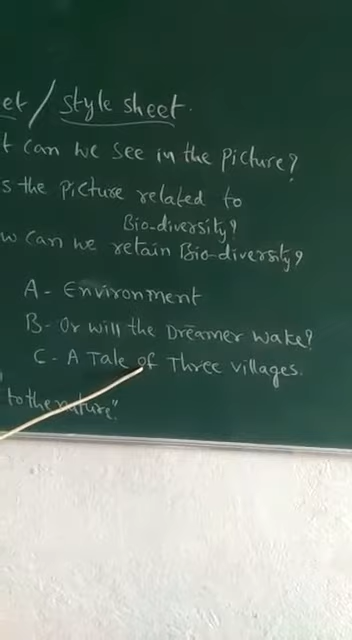 et / style sheet.
t can we see in the picture?
s the picture related to
Bio-diversity?
w can we retain Bio-diversity?
A - Environment
B - Or will the Dreamer wake?
C - A Tale of Three villages.
" to the nature".